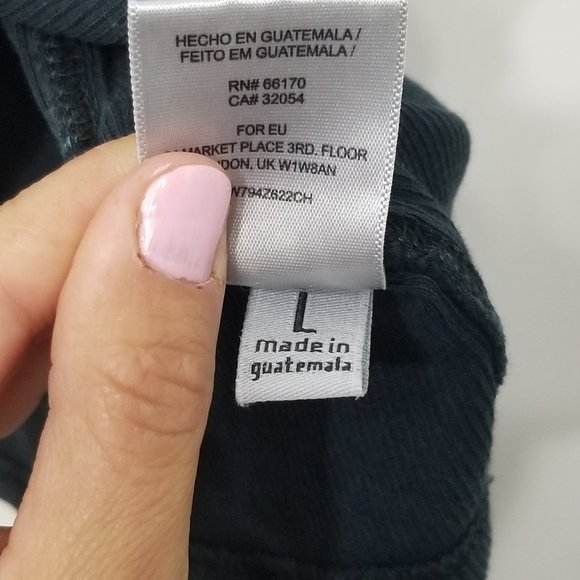 HECHO EN GUATEMALA /
FEITO EM GUATEMALA /
RN# 66170
CA# 32054
FOR EU
MARKET PLACE 3RD. FLOOR
UK W1W8AN
L
made in
guatemala